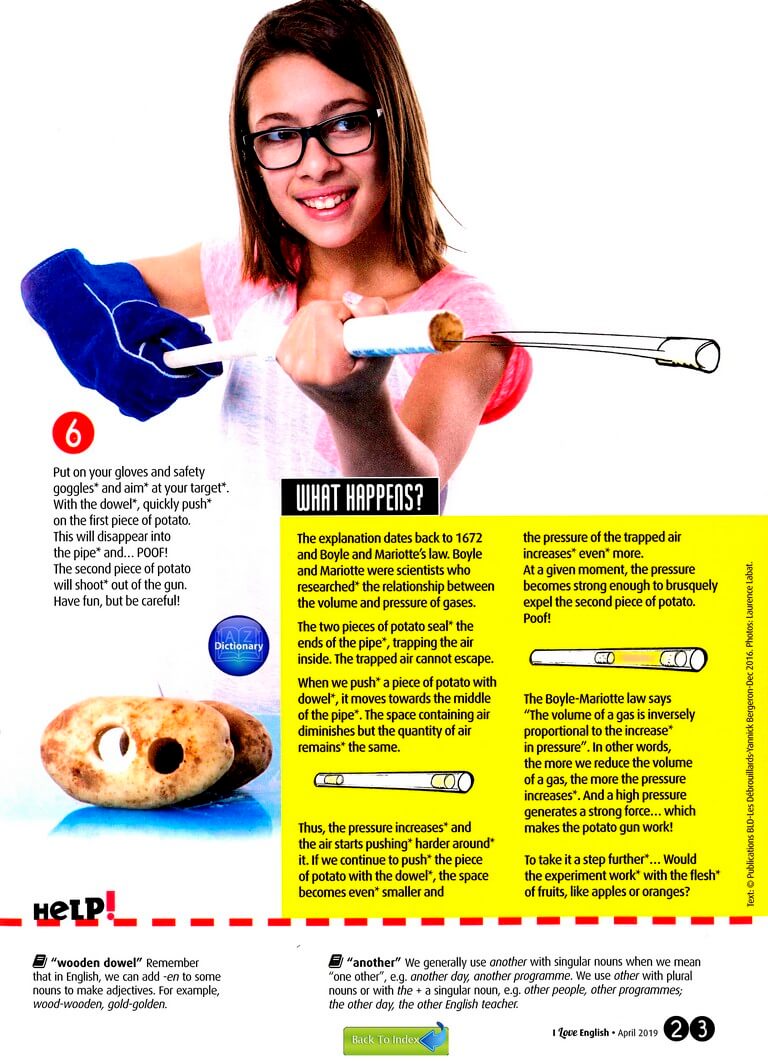 6
Put on your gloves and safety
goggles* and aim* at your target*.
With the dowel*, quickly push*
on the first piece of potato.
This will disappear into
the pipe* and... POOF!
The second piece of potato
will shoot* out of the gun.
Have fun, but be careful!
A Z
Dictionary
WHAT HAPPENS?
The explanation dates back to 1672
and Boyle and Mariotte's law. Boyle
and Mariotte were scientists who
researched* the relationship between
the volume and pressure of gases.
The two pieces of potato seal* the
ends of the pipe*, trapping the air
inside. The trapped air cannot escape.
When we push* a piece of potato with
dowel*, it moves towards the middle
of the pipe*. The space containing air
diminishes but the quantity of air
remains* the same.
Thus, the pressure increases* and
the air starts pushing* harder around*
it. If we continue to push* the piece
of potato with the dowel*, the space
becomes even* smaller and
the pressure of the trapped air
increases* even* more.
At a given moment, the pressure
becomes strong enough to brusquely
expel the second piece of potato.
Poof!
The Boyle-Mariotte law says
“The volume of a gas is inversely
proportional to the increase*
in pressure”. In other words,
the more we reduce the volume
of a gas, the more the pressure
increases*. And a high pressure
generates a strong force... which
makes the potato gun work!
To take it a step further*... Would
the experiment work* with the flesh*
of fruits, like apples or oranges?
Text: © Publications BLD-Les Débrouillards-Yannick Bergeron-Dec 2016. Photos: Laurence Labat.
HELP!
“wooden dowel” Remember
that in English, we can add -en to some
nouns to make adjectives. For example,
wood-wooden, gold-golden.
“another” We generally use another with singular nouns when we mean
“one other”, e.g. another day, another programme. We use other with plural
nouns or with the + a singular noun, e.g. other people, other programmes;
the other day, the other English teacher.
Back To Index
I Love English • April 2019 23